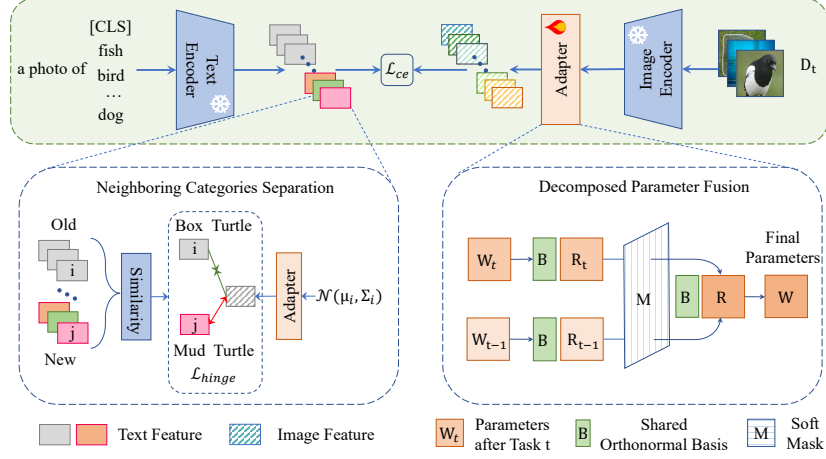 [CLS]
fish
a photo of
bird
...
dog
Text Encoder
ℒce
Adapter
Image Encoder
Dt
Neighboring Categories Separation
Old
i
j
New
Similarity
Box Turtle
i
j
Mud Turtle
ℒhinge
Adapter
𝒩(μi, Σi)
Decomposed Parameter Fusion
Wt
B
Rt
Wt−1
B
Rt−1
M
B
R
Final
Parameters
W
Text Feature
Image Feature
Wt
Parameters
after Task t
B
Shared
Orthonormal Basis
M
Soft
Mask